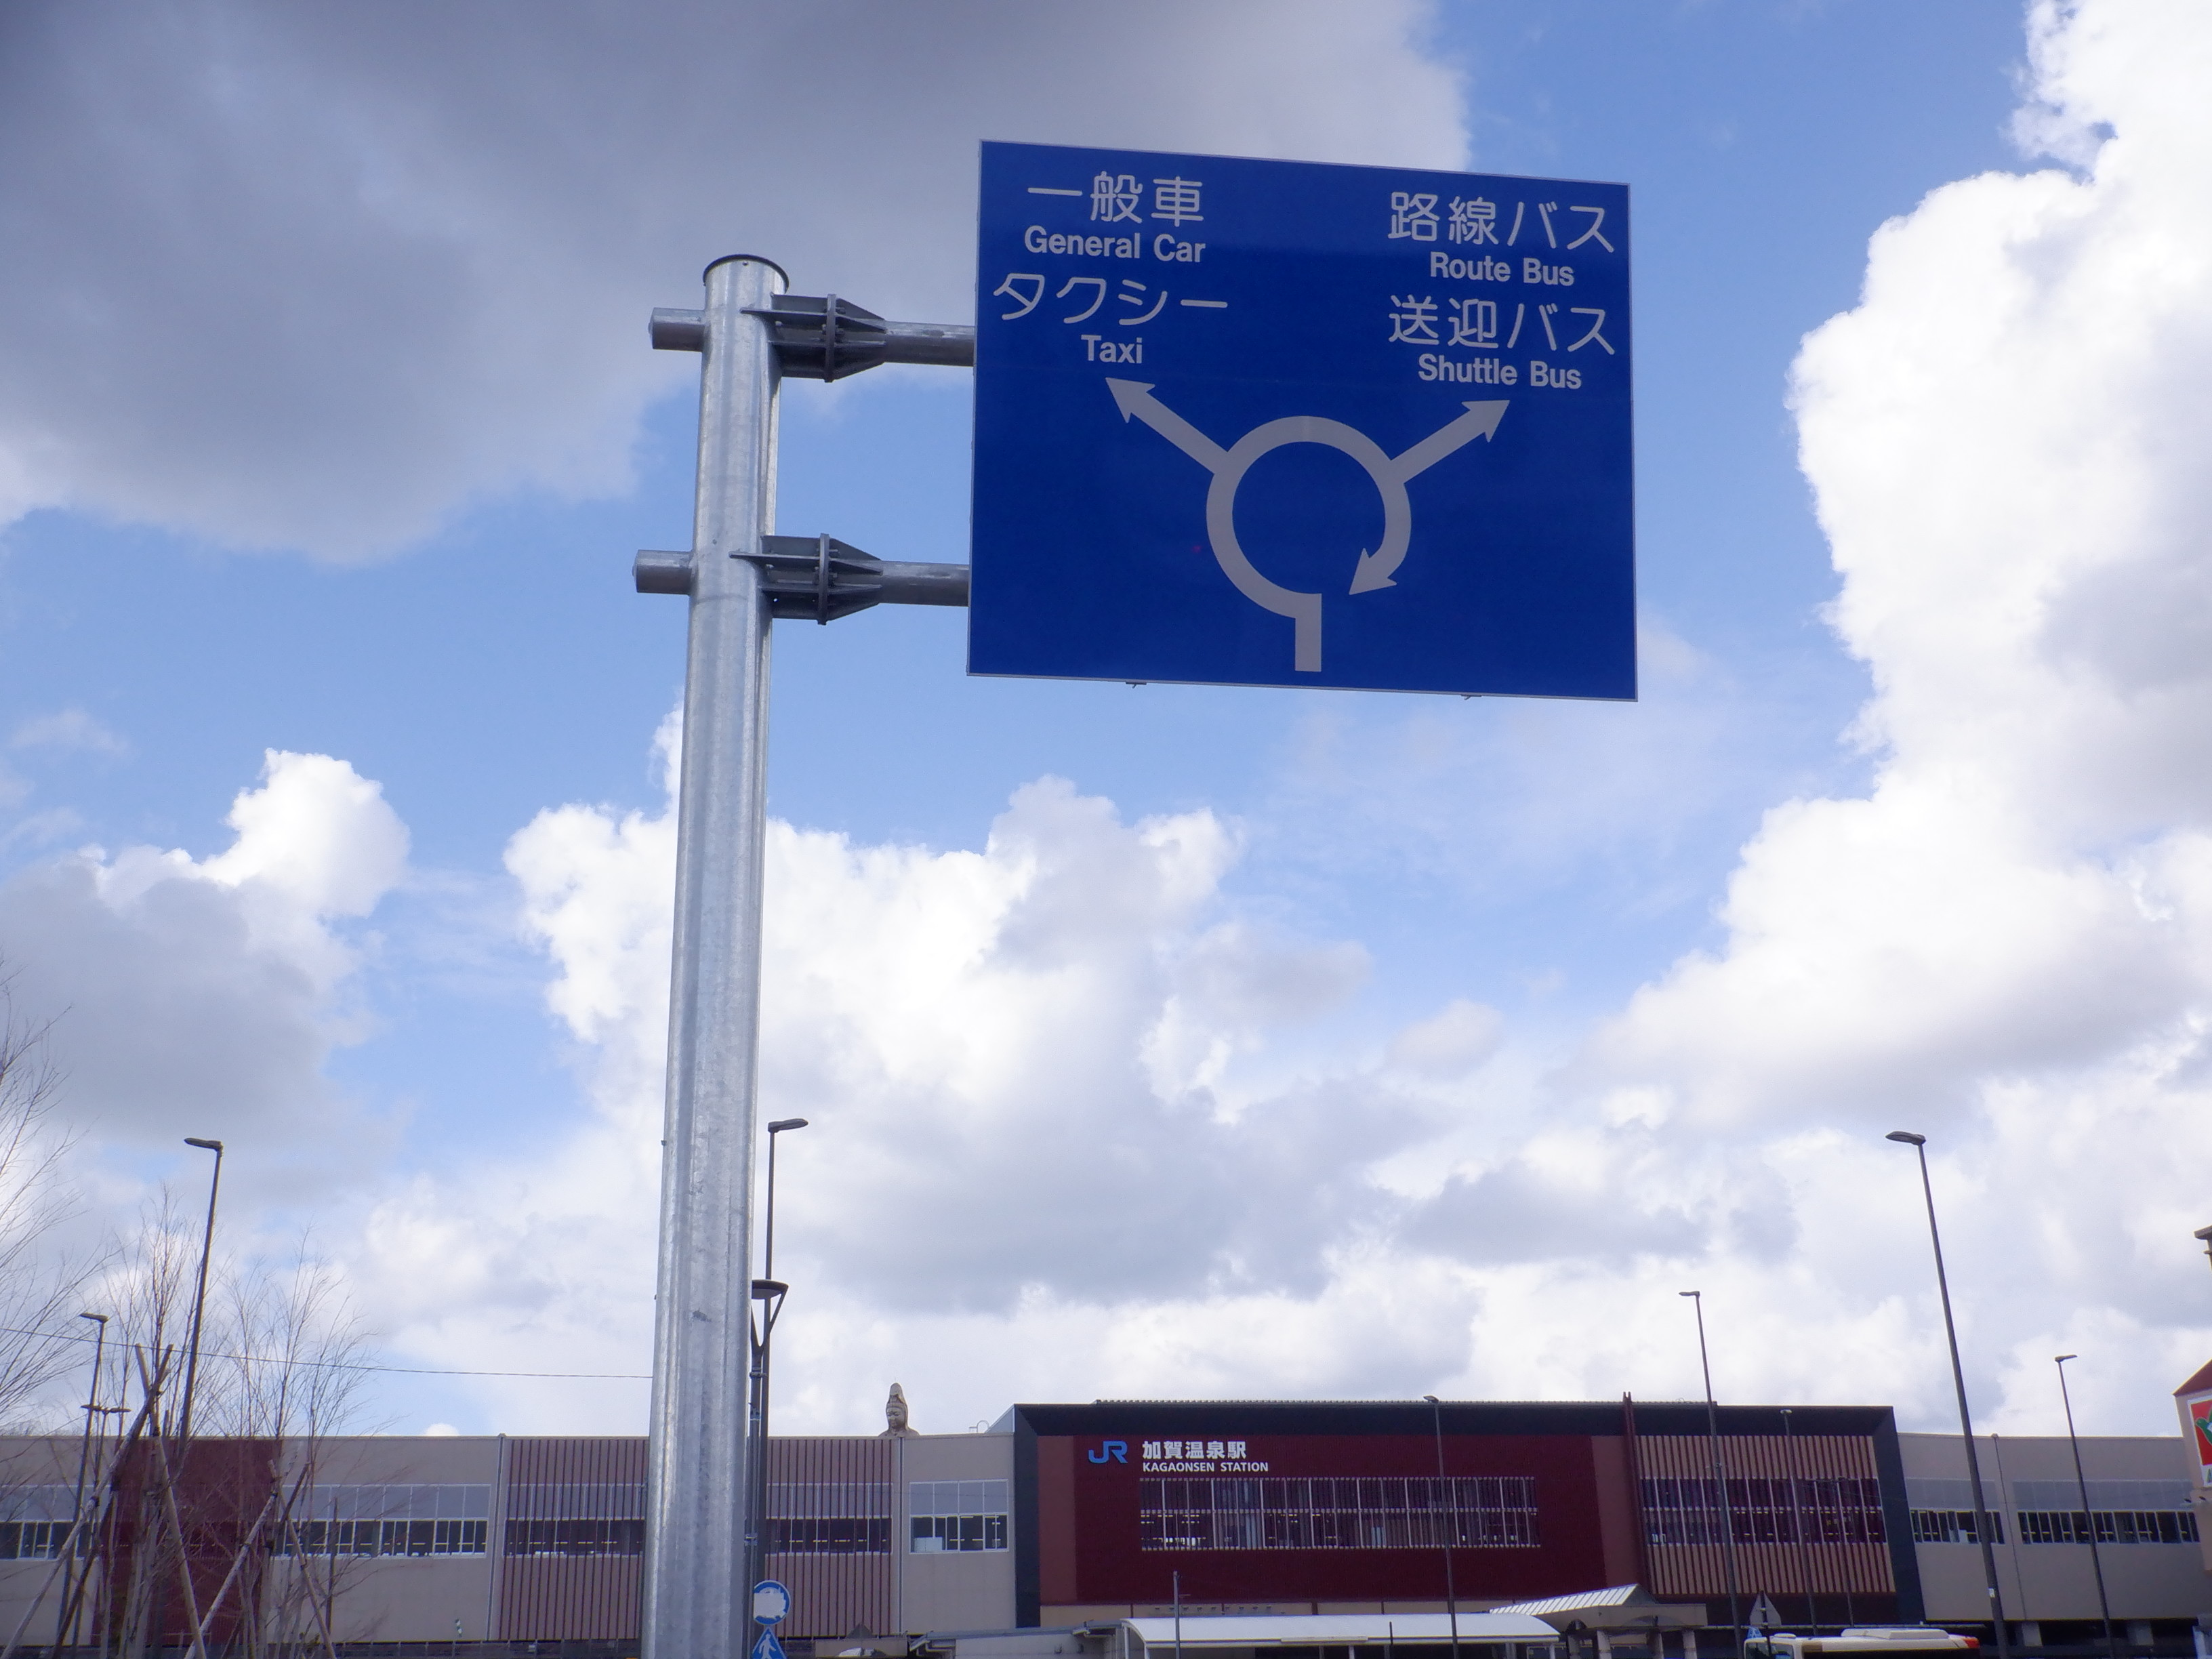 一般車
General Car
タクシー
Taxi
路線バス
Route Bus
送迎バス
Shuttle Bus
JR 加賀温泉駅
KAGAONSEN STATION